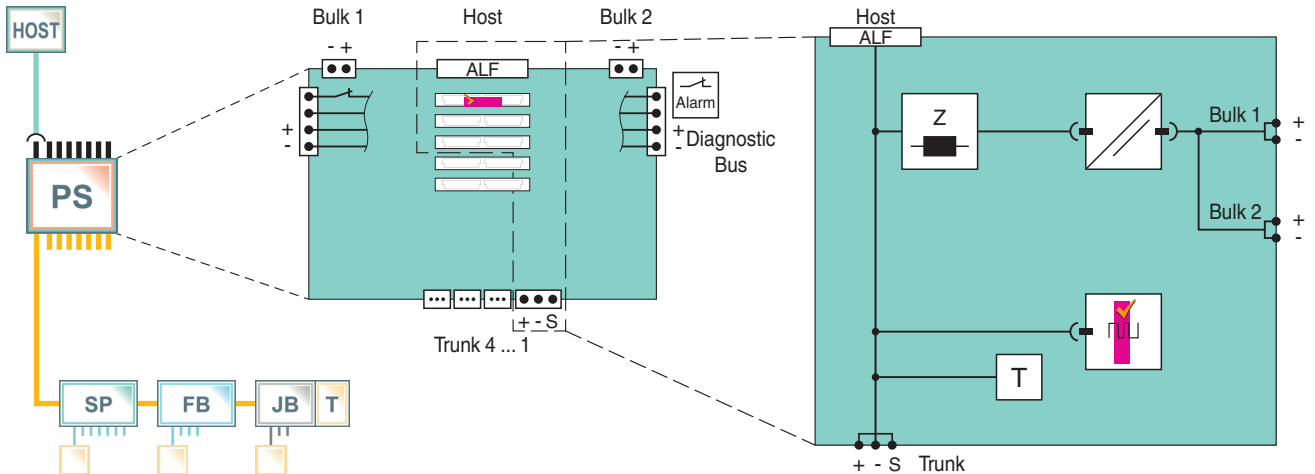 HOST
PS
SP
FB
JB
T
Bulk 1
Host
Bulk 2
- +
ALF
- +
Alarm
+
-
+
-
Diagnostic
Bus
+ - S
Trunk 4 ... 1
Host
ALF
Z
Bulk 1
+
-
Bulk 2
+
-
T
+ - S Trunk